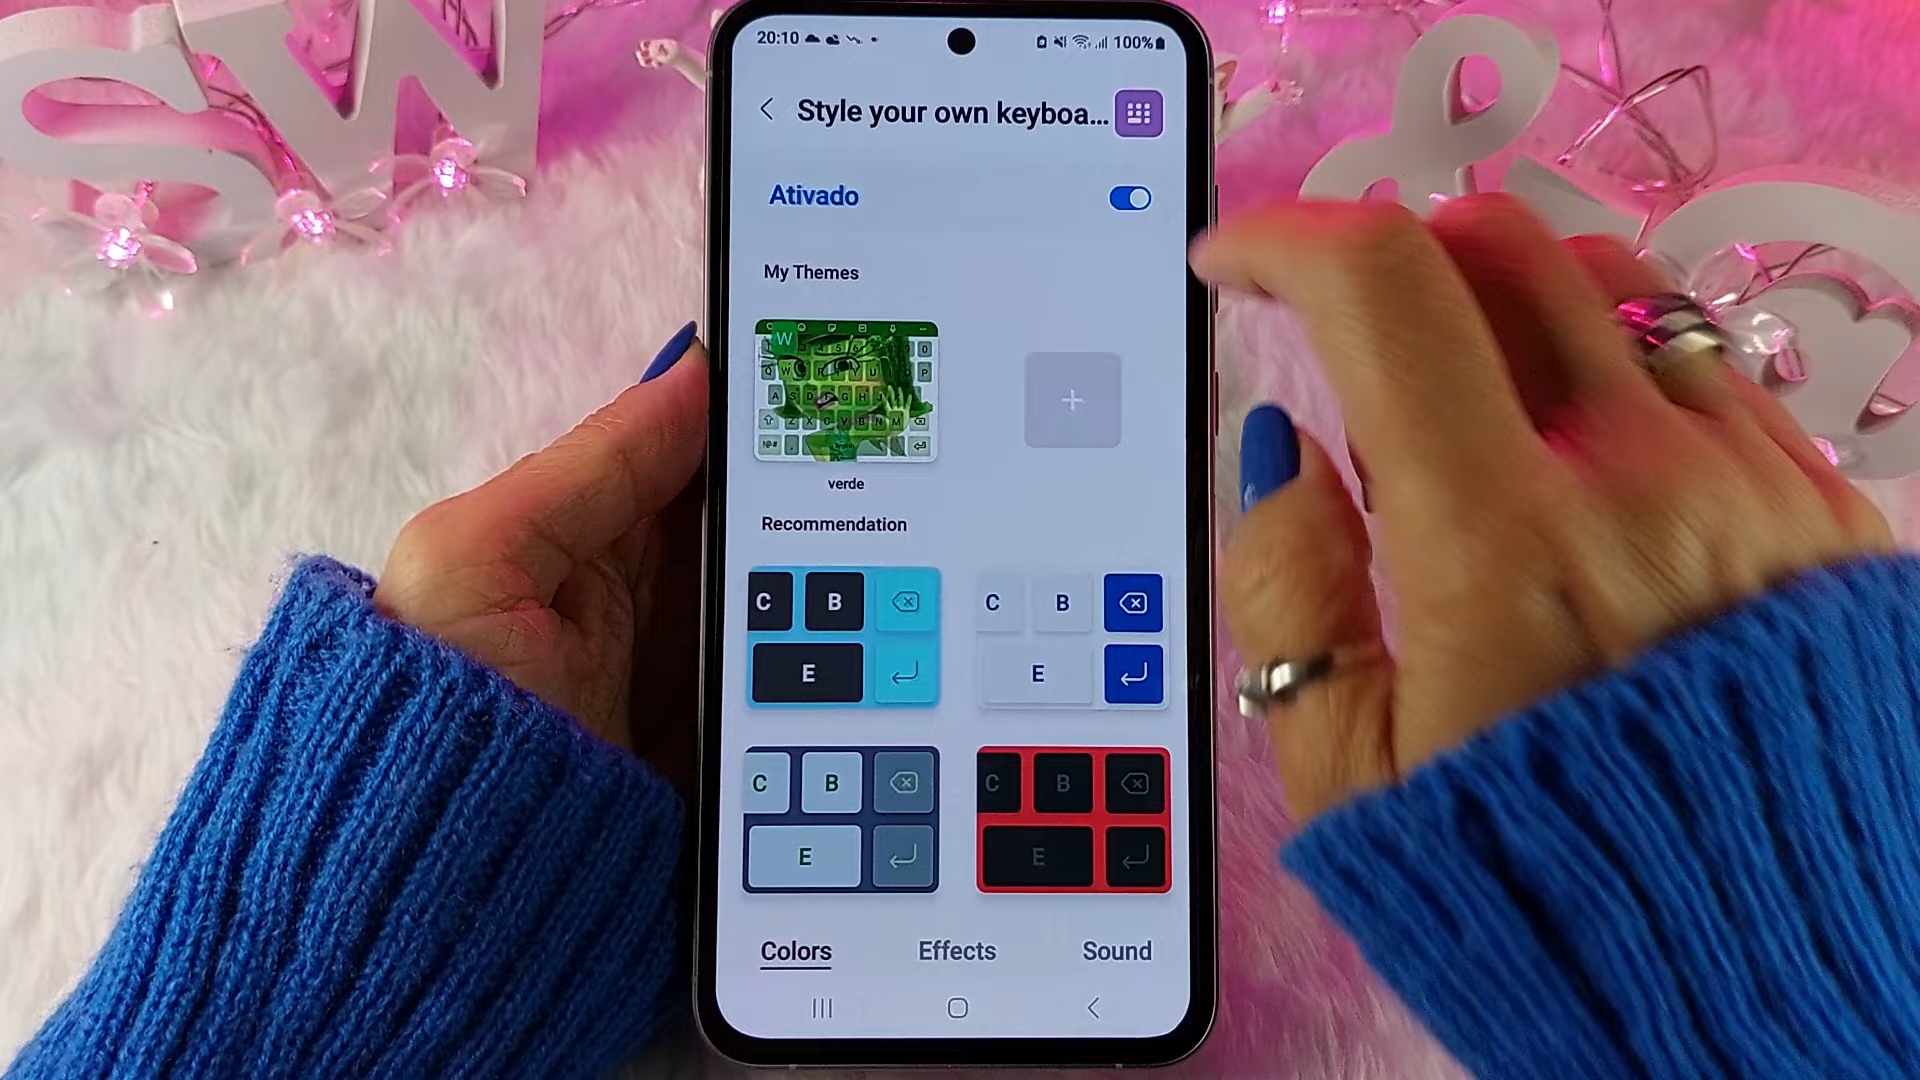 20:10
100%
Style your own keyboa...
Ativado
My Themes
W
verde
Recommendation
C B
E
C B
E
C B
E
C B
E
Colors Effects Sound